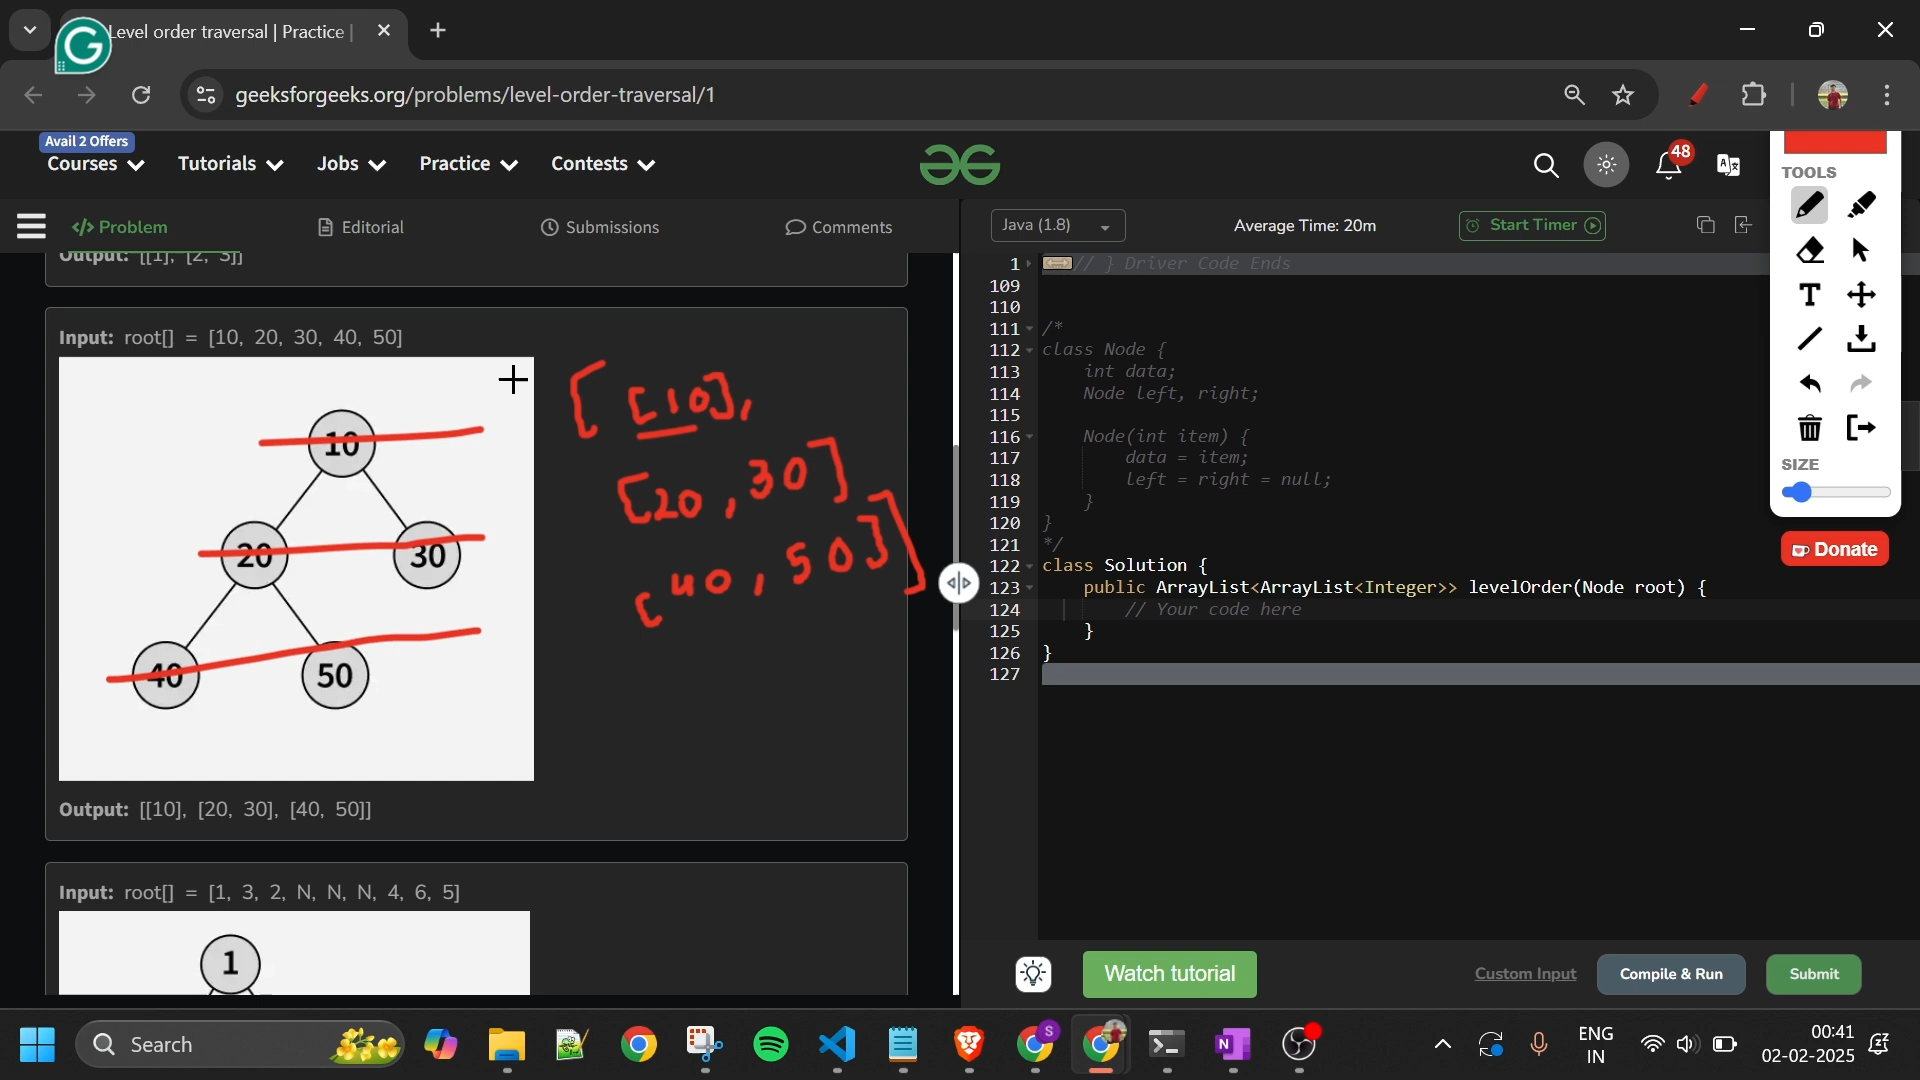 Level order traversal | Practice |
geeksforgeeks.org/problems/level-order-traversal/1
Avail 2 Offers
Courses
Tutorials
Jobs
Practice
Contests
48
</> Problem
Editorial
Submissions
Comments
Output: [[1], [2, 3]]
Input: root[] = [10, 20, 30, 40, 50]
10
20
30
40
50
[ [10],
[20, 30]
[40, 50]]
Output: [[10], [20, 30], [40, 50]]
Input: root[] = [1, 3, 2, N, N, N, 4, 6, 5]
1
Java (1.8)
Average Time: 20m
Start Timer
1 // } Driver Code Ends
109
110
111 /*
112 class Node {
113 int data;
114 Node left, right;
115
116 Node(int item) {
117 data = item;
118 left = right = null;
119 }
120 }
121 */
122 class Solution {
123 public ArrayList<ArrayList<Integer>> levelOrder(Node root) {
124 // Your code here
125 }
126 }
127
TOOLS
T
SIZE
Donate
Watch tutorial
Custom Input
Compile & Run
Submit
Search
S
N
ENG
IN
00:41
02-02-2025